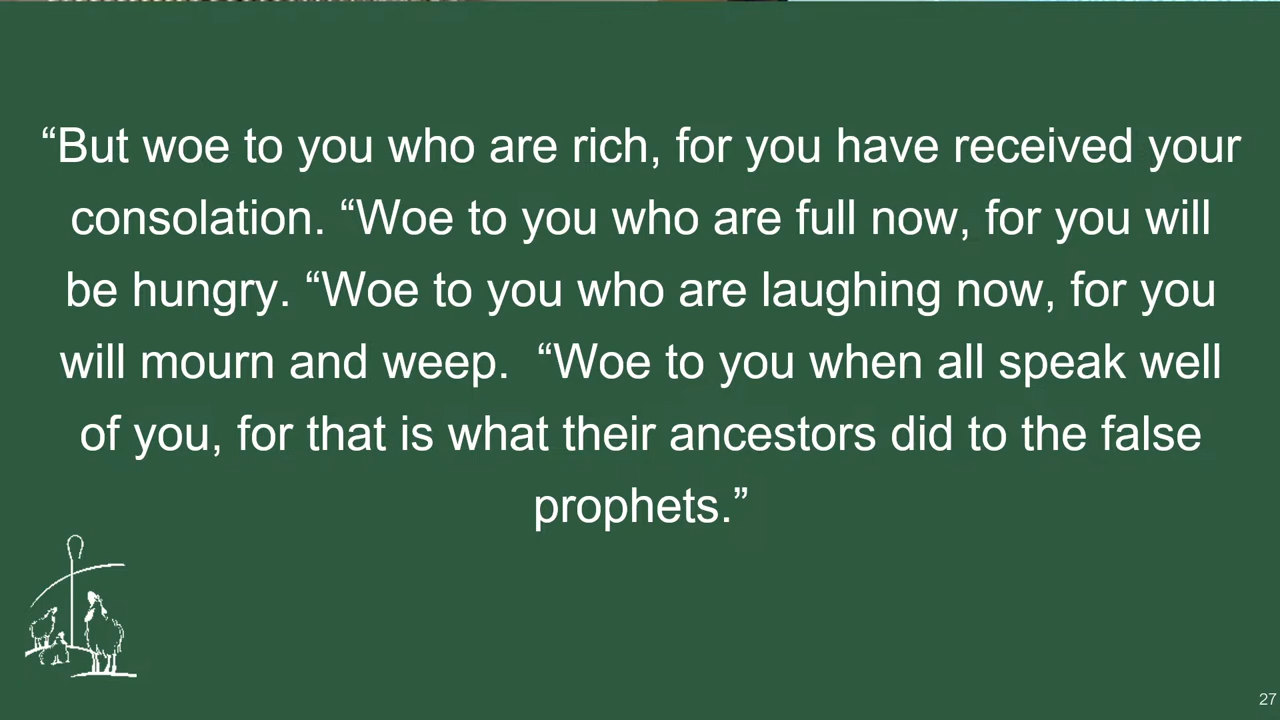 “But woe to you who are rich, for you have received your
consolation. “Woe to you who are full now, for you will
be hungry. “Woe to you who are laughing now, for you
will mourn and weep.  “Woe to you when all speak well
of you, for that is what their ancestors did to the false
prophets.”
27